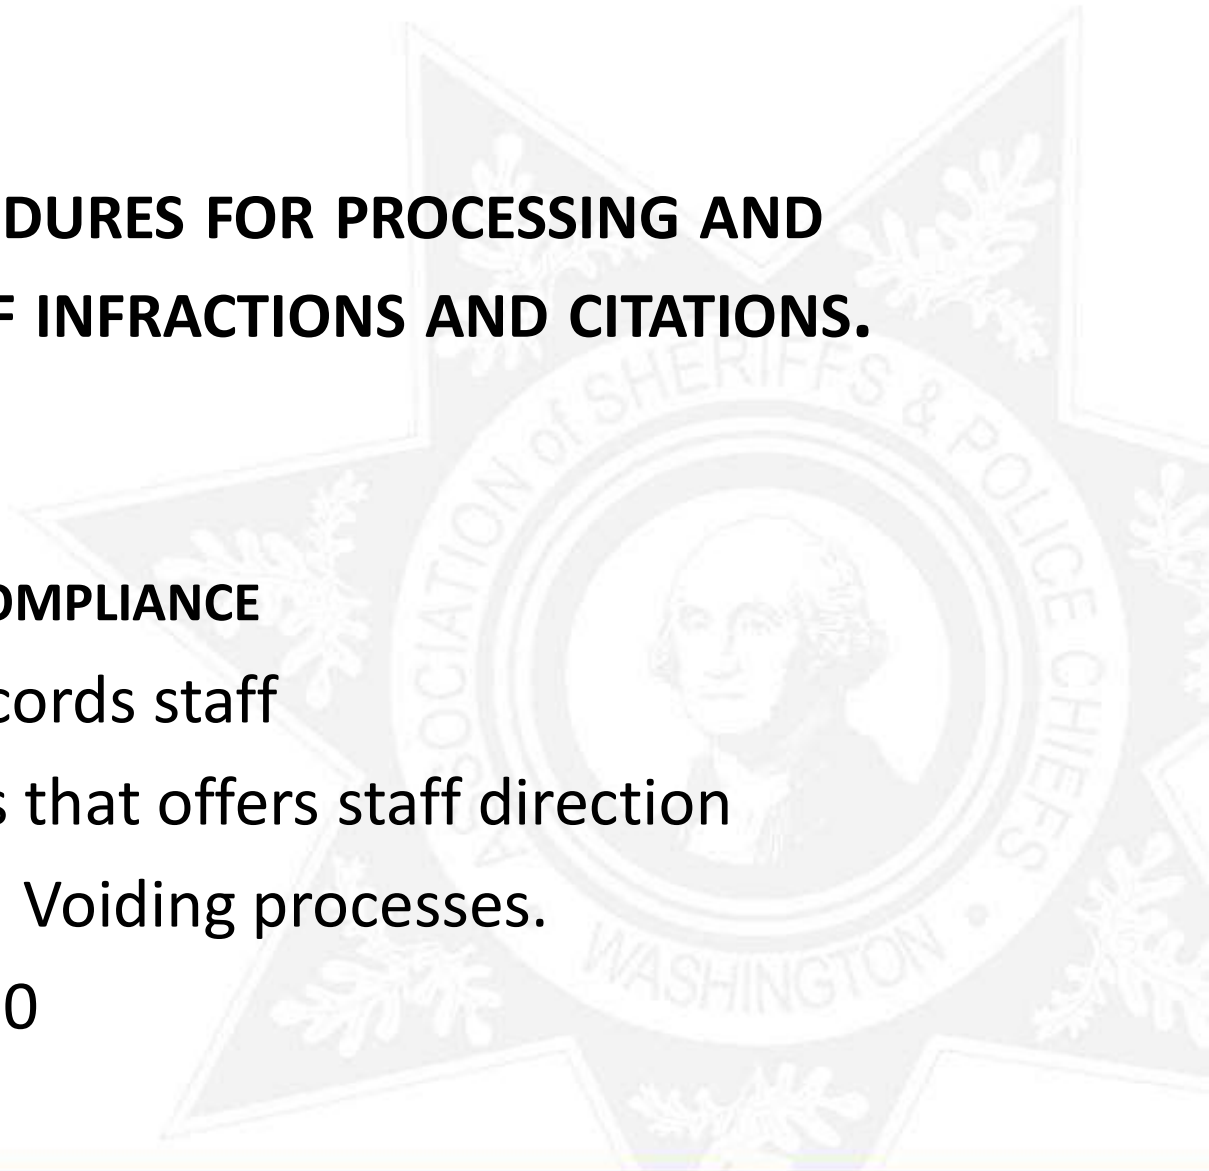 DURES FOR PROCESSING AND
F INFRACTIONS AND CITATIONS.
OMPLIANCE
cords staff
s that offers staff direction
Voiding processes.
0
ASSOCIATION of SHERIFFS & POLICE CHIEFS
WASHINGTON